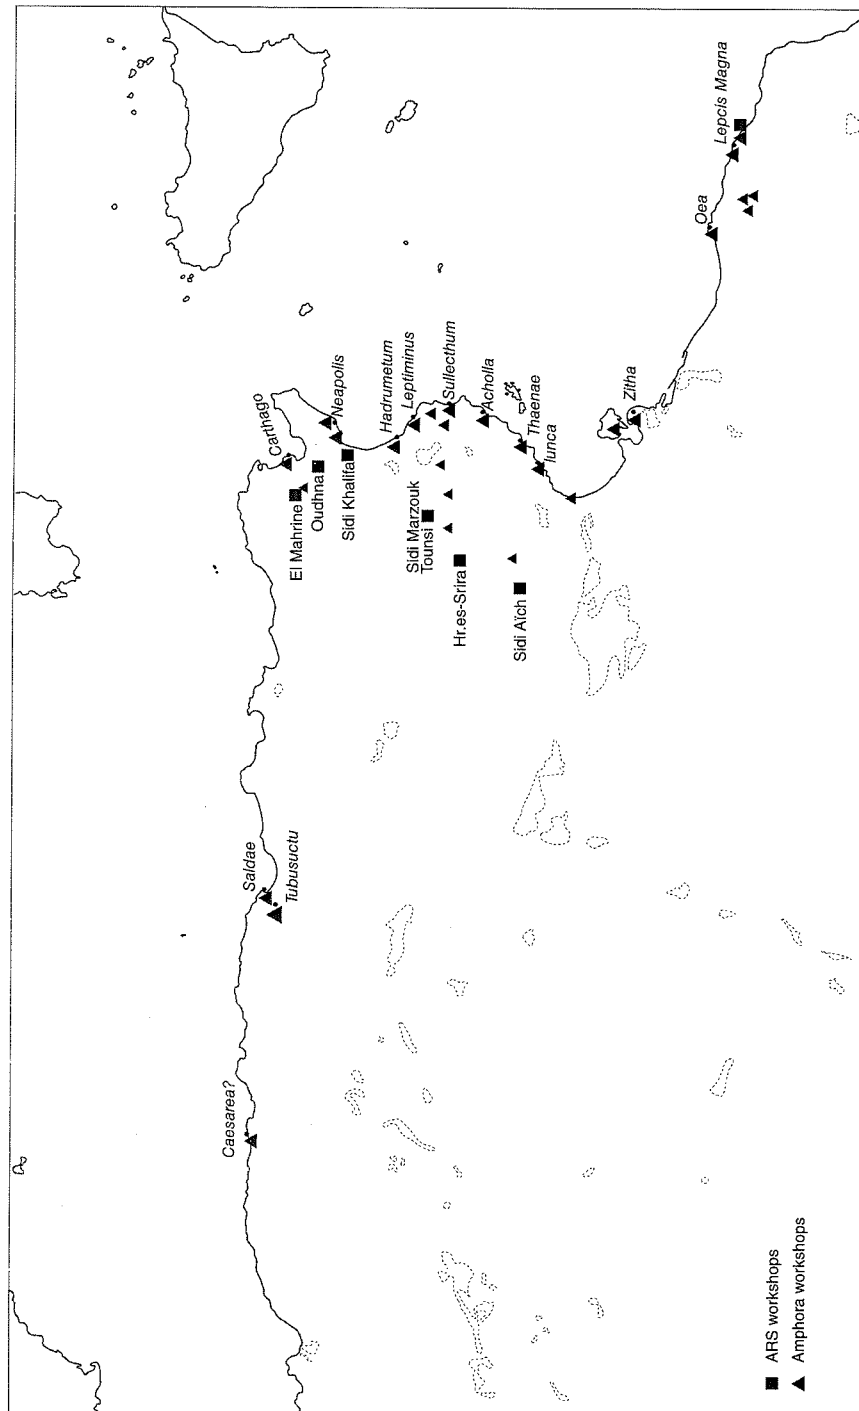 Caesarea?
Saldae
Tubusuctu
Carthago
El Mahrine
Oudhna
Sidi Khalifa
Neapolis
Hadrumetum
Leptiminus
Sullecthum
Sidi Marzouk
Tounsi
Hr.es-Srira
Sidi Aïch
Acholla
Thaenae
Iunca
Zitha
Oea
Lepcis Magna
ARS workshops
Amphora workshops